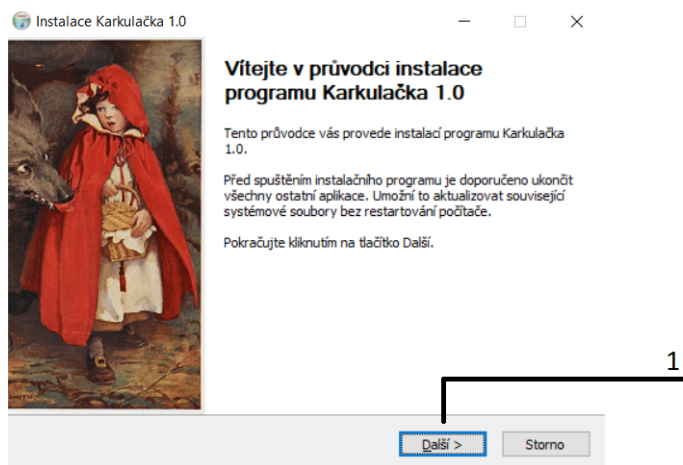 Instalace Karkulačka 1.0
Vítejte v průvodci instalace
programu Karkulačka 1.0
Tento průvodce vás provede instalací programu Karkulačka
1.0.
Před spuštěním instalačního programu je doporučeno ukončit
všechny ostatní aplikace. Umožní to aktualizovat související
systémové soubory bez restartování počítače.
Pokračujte kliknutím na tlačítko Další.
1
Další >
Storno